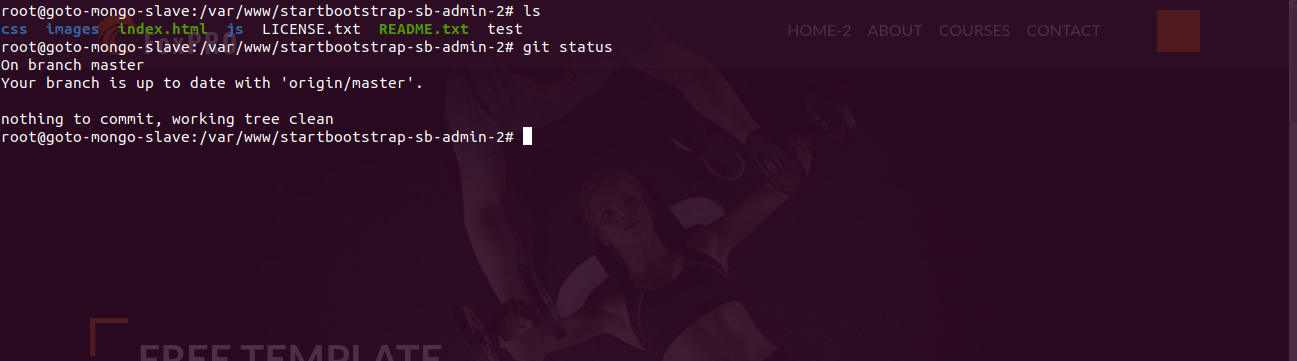 root@goto-mongo-slave:/var/www/startbootstrap-sb-admin-2# ls
css images index.html js LICENSE.txt README.txt test
root@goto-mongo-slave:/var/www/startbootstrap-sb-admin-2# git status
On branch master
Your branch is up to date with 'origin/master'.
nothing to commit, working tree clean
root@goto-mongo-slave:/var/www/startbootstrap-sb-admin-2#
FoxPRO
HOME-2 ABOUT COURSES CONTACT
FREE TEMPLATE